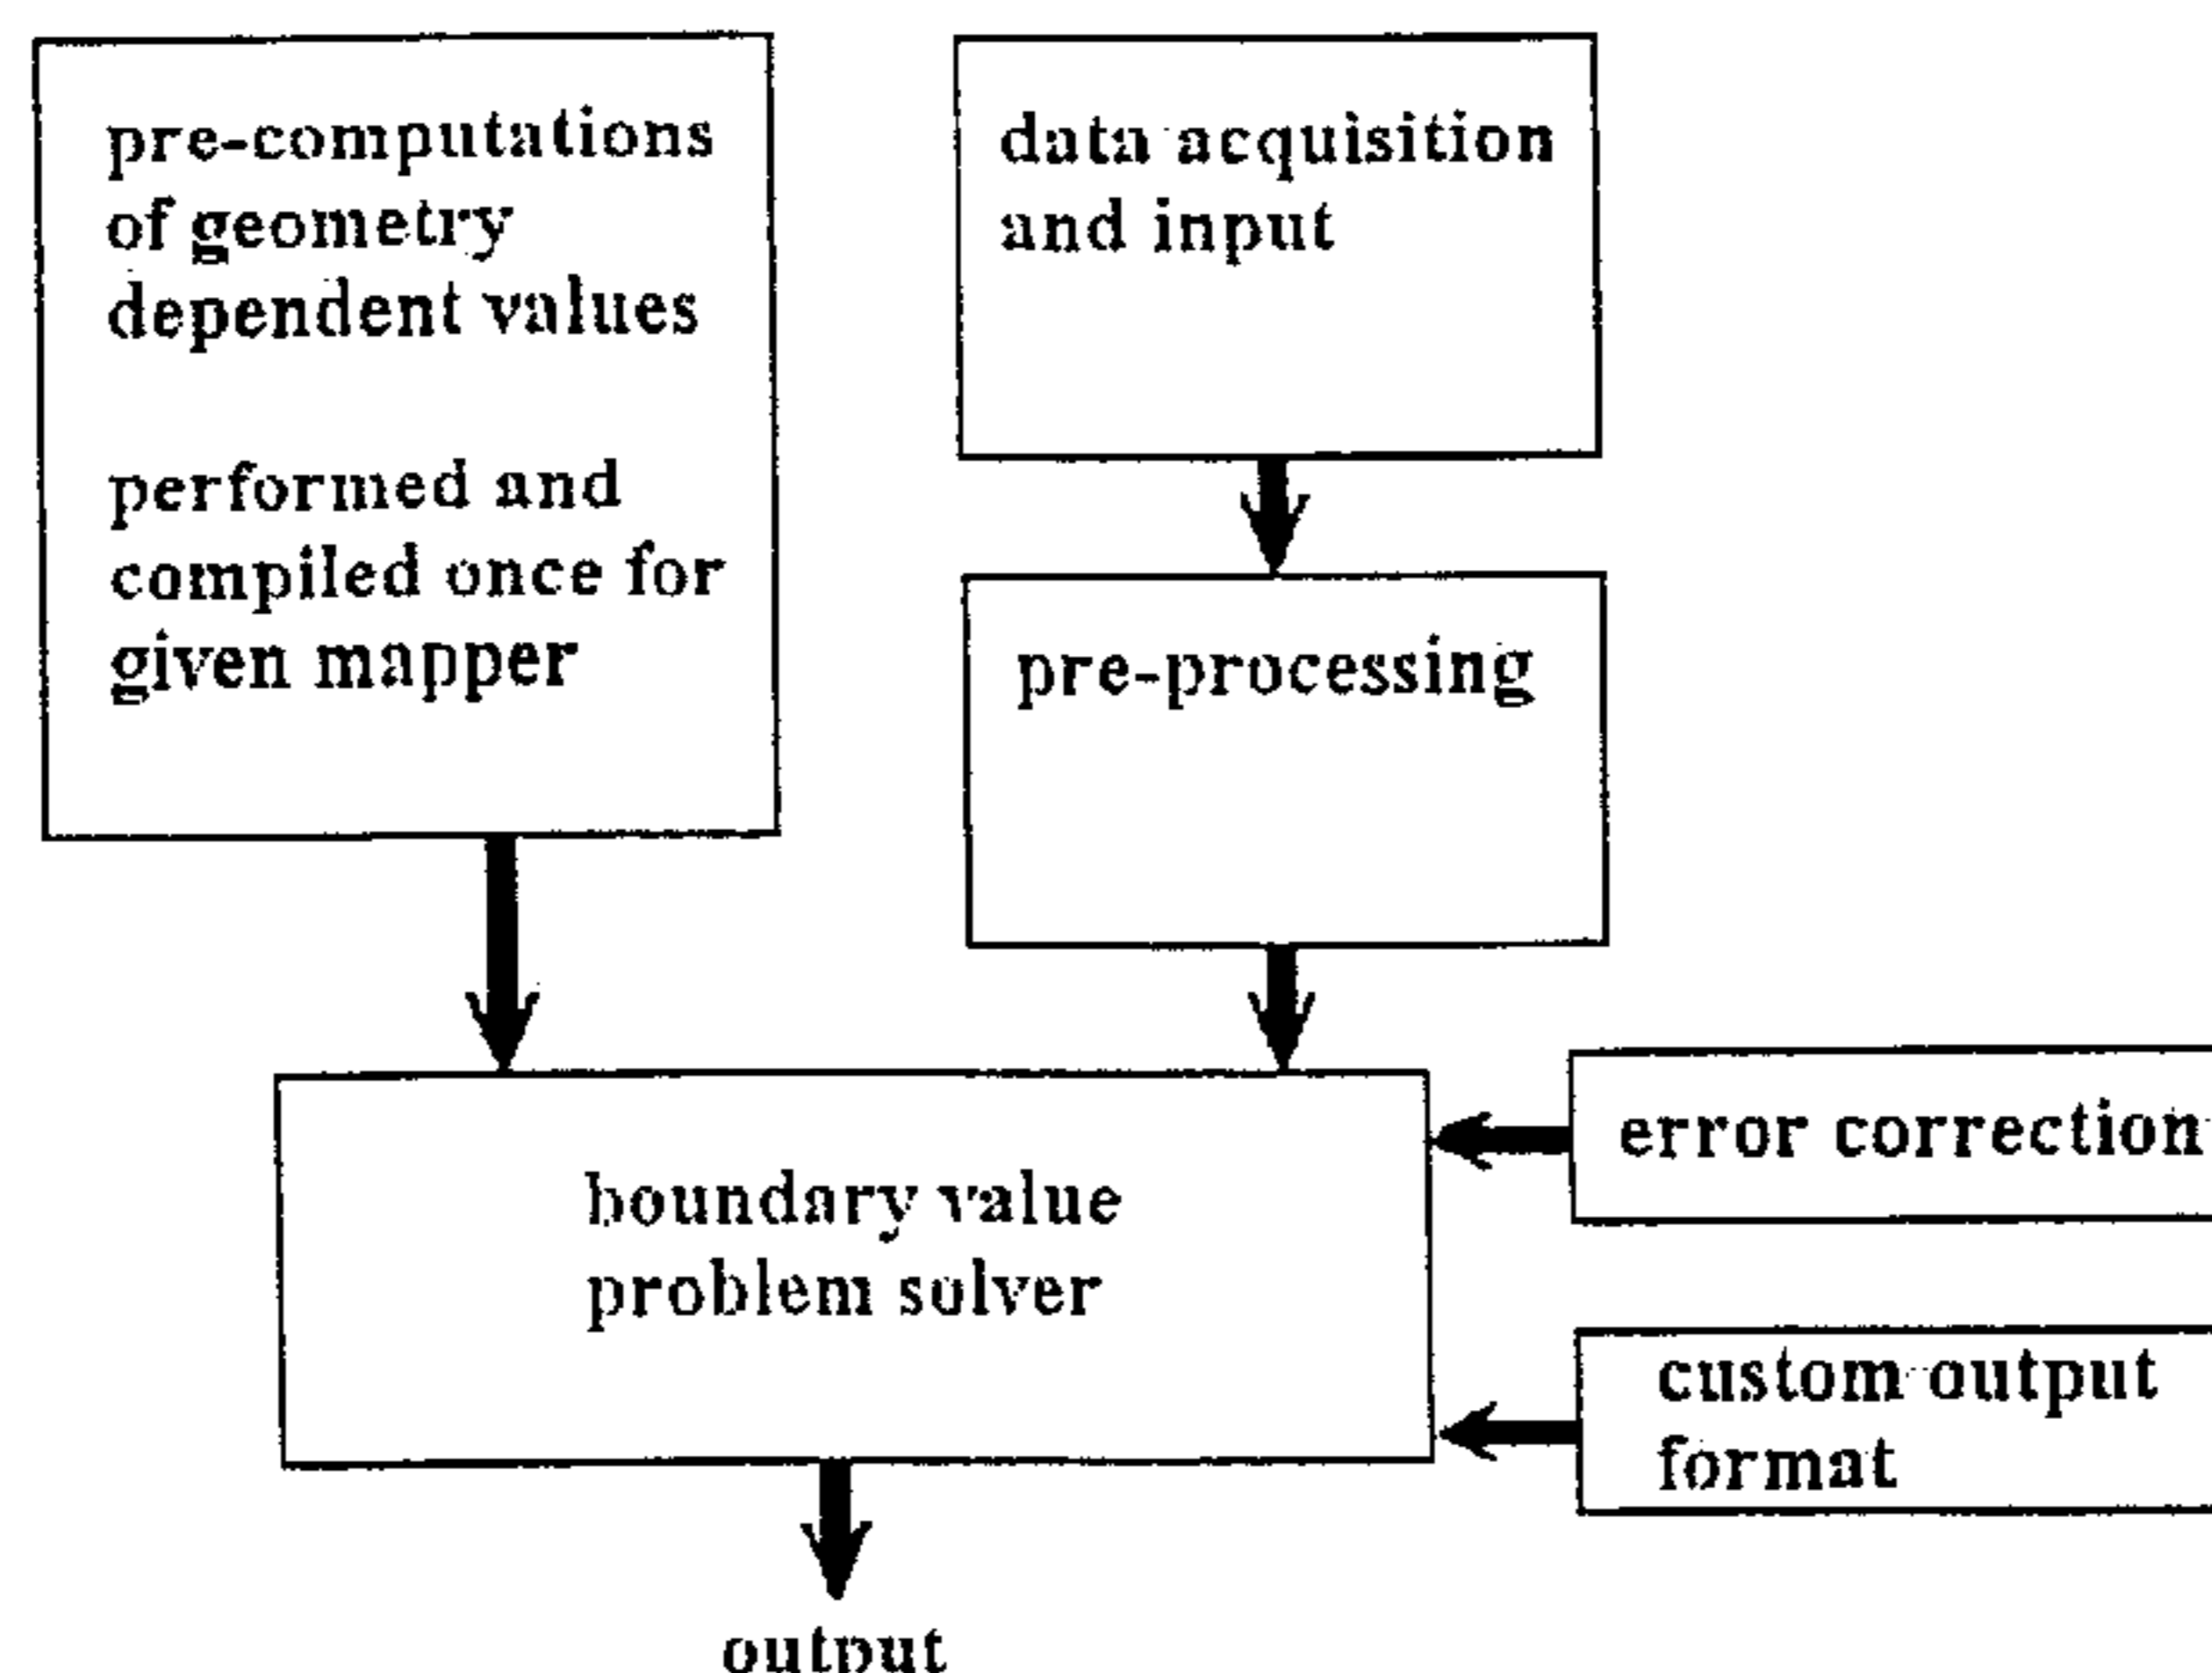 pre-computations
of geometry
dependent values
performed and
compiled once for
given mapper
data acquisition
and input
pre-processing
boundary value
problem solver
error correction
custom output
format
output